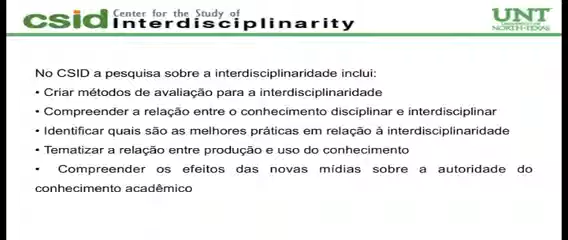 csid Center for the Study of
Interdisciplinarity
UNT
UNIVERSITY OF
NORTH·TEXAS
No CSID a pesquisa sobre a interdisciplinaridade inclui:
• Criar métodos de avaliação para a interdisciplinaridade
• Compreender a relação entre o conhecimento disciplinar e interdisciplinar
• Identificar quais são as melhores práticas em relação à interdisciplinaridade
• Tematizar a relação entre produção e uso do conhecimento
• Compreender os efeitos das novas mídias sobre a autoridade do
conhecimento acadêmico